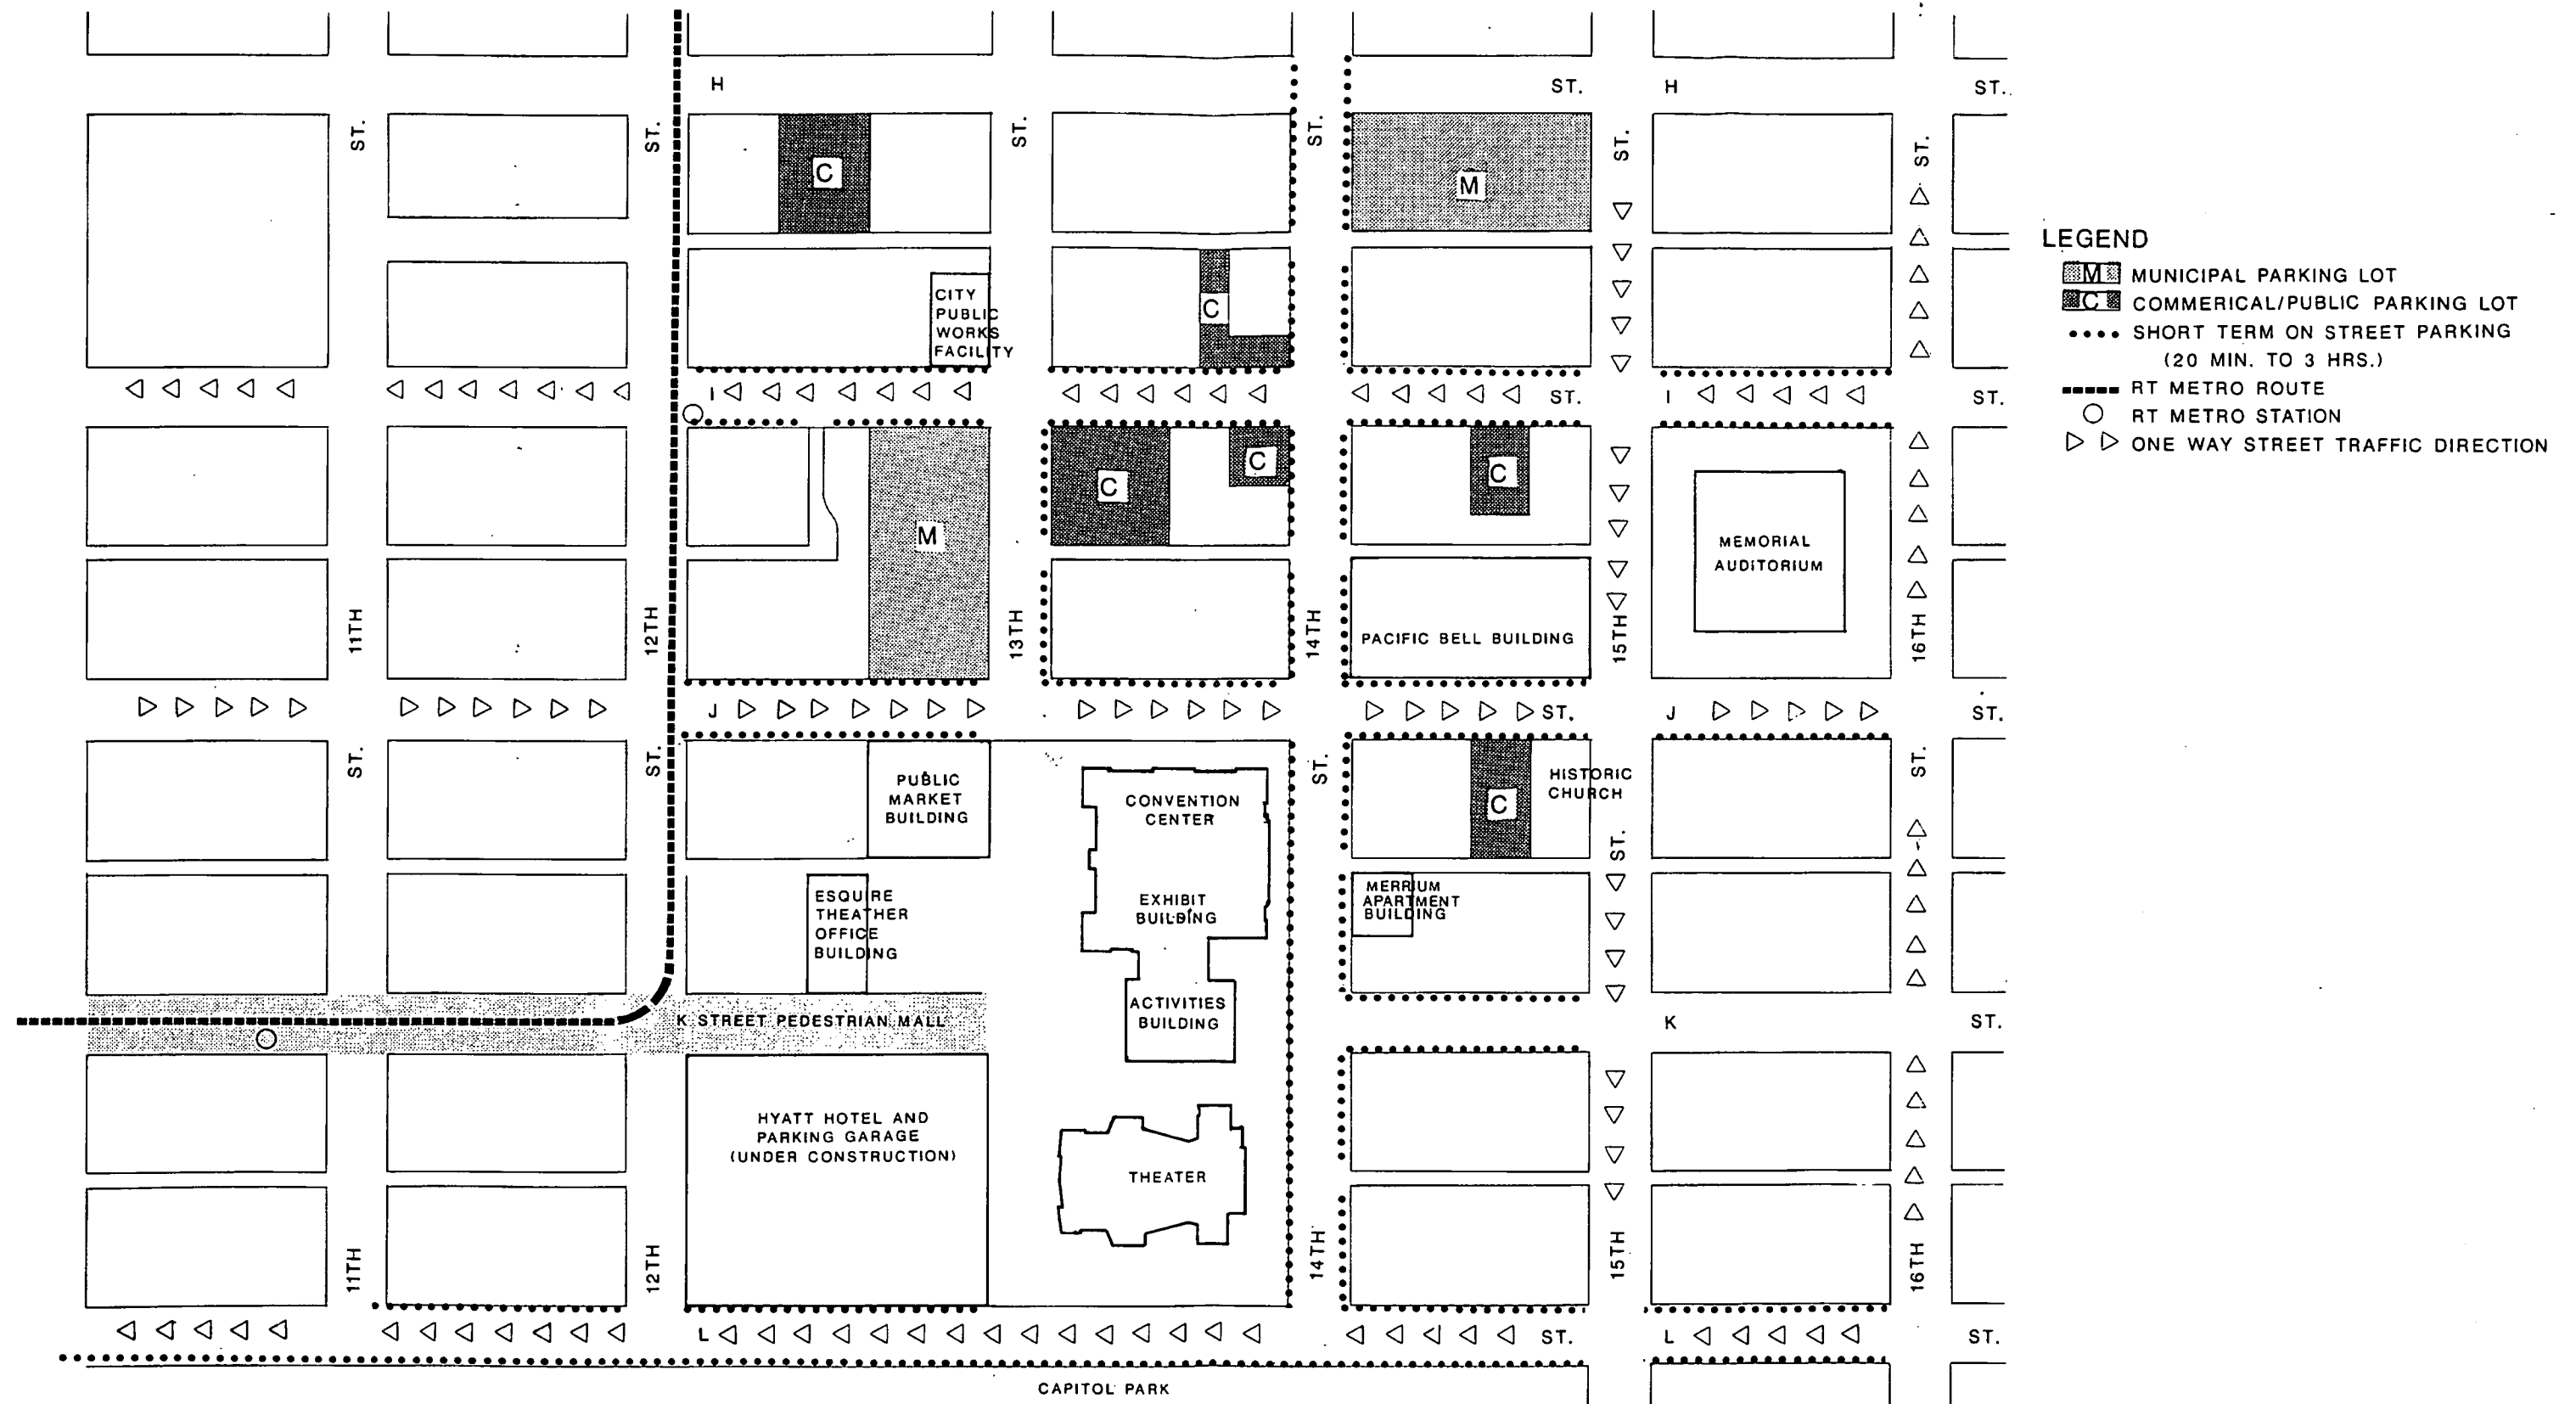 H
ST.
H
ST.
ST.
ST.
ST.
ST.
ST.
ST.
C
M
LEGEND
M MUNICIPAL PARKING LOT
C COMMERICAL/PUBLIC PARKING LOT
SHORT TERM ON STREET PARKING
(20 MIN. TO 3 HRS.)
RT METRO ROUTE
RT METRO STATION
ONE WAY STREET TRAFFIC DIRECTION
CITY
PUBLIC
WORKS
FACILITY
C
I
ST.
I
ST.
C
C
C
M
MEMORIAL
AUDITORIUM
PACIFIC BELL BUILDING
11TH
12TH
13TH
14TH
15TH
16TH
J
ST.
J
ST.
ST.
ST.
ST.
ST.
ST.
PUBLIC
MARKET
BUILDING
CONVENTION
CENTER
C
HISTORIC
CHURCH
ESQUIRE
THEATHER
OFFICE
BUILDING
EXHIBIT
BUILDING
MERRIUM
APARTMENT
BUILDING
ACTIVITIES
BUILDING
K STREET PEDESTRIAN MALL
K
ST.
HYATT HOTEL AND
PARKING GARAGE
(UNDER CONSTRUCTION)
THEATER
11TH
12TH
14TH
15TH
16TH
L
ST.
L
ST.
CAPITOL PARK